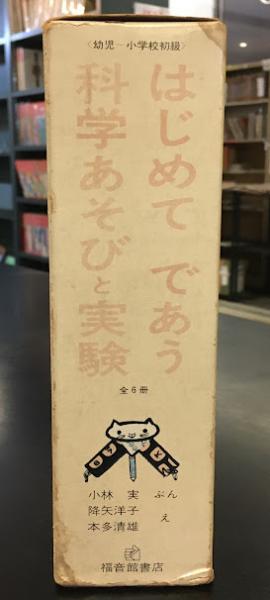 〈幼児−小学校初級〉
はじめて であう
科学あそびと実験
全6冊
小林 実 ぶん
降矢洋子
本多清雄 え
福音館書店